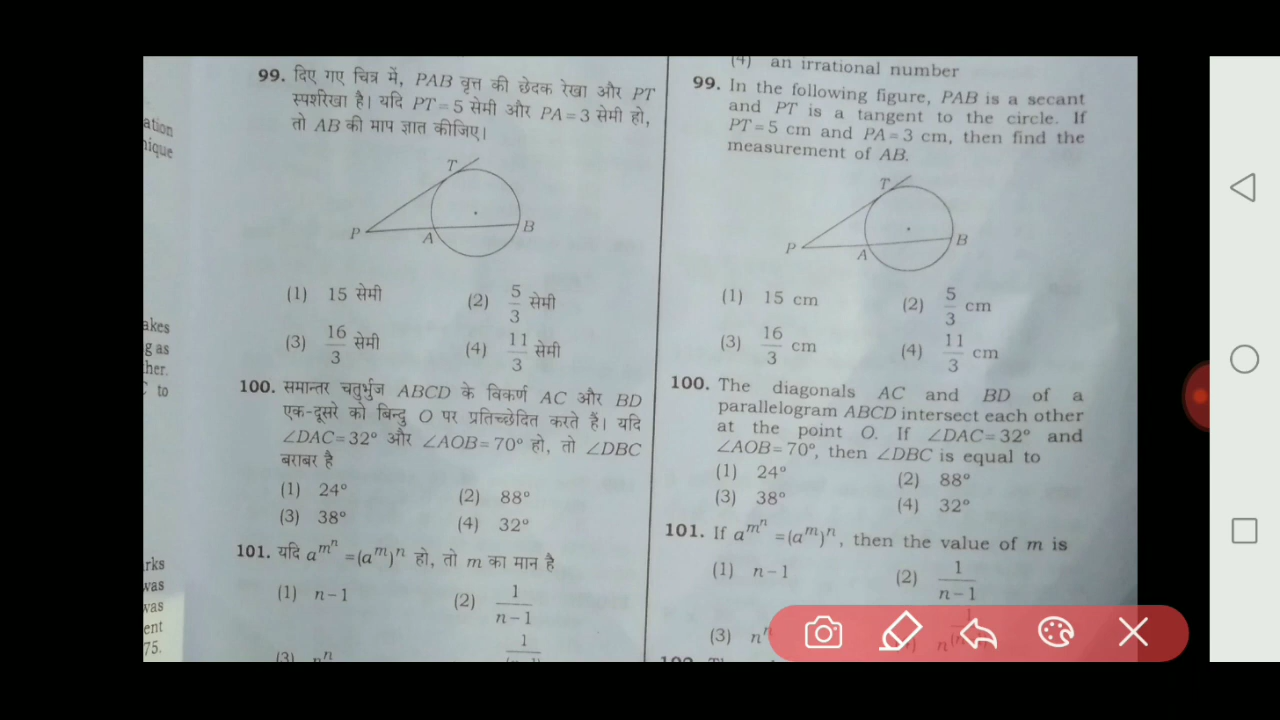 ation
nique
akes
g as
her.
C to
rks
was
was
ent
75.
99. दिए गए चित्र में, PAB वृत्त की छेदक रेखा और PT
स्पर्शरेखा है। यदि PT=5 सेमी और PA=3 सेमी हो,
तो AB की माप ज्ञात कीजिए।
T
P A B
(1) 15 सेमी (2) 5/3 सेमी
(3) 16/3 सेमी (4) 11/3 सेमी
100. समान्तर चतुर्भुज ABCD के विकर्ण AC और BD
एक-दूसरे को बिन्दु O पर प्रतिच्छेदित करते हैं। यदि
∠DAC=32° और ∠AOB=70° हो, तो ∠DBC
बराबर है
(1) 24° (2) 88°
(3) 38° (4) 32°
101. यदि a^{m^n}=(a^m)^n हो, तो m का मान है
(1) n-1 (2) 1/(n-1)
(3) n^n 1
(4) an irrational number
99. In the following figure, PAB is a secant
and PT is a tangent to the circle. If
PT=5 cm and PA=3 cm, then find the
measurement of AB.
T
P A B
(1) 15 cm (2) 5/3 cm
(3) 16/3 cm (4) 11/3 cm
100. The diagonals AC and BD of a
parallelogram ABCD intersect each other
at the point O. If ∠DAC=32° and
∠AOB=70°, then ∠DBC is equal to
(1) 24° (2) 88°
(3) 38° (4) 32°
101. If a^{m^n}=(a^m)^n, then the value of m is
(1) n-1 (2) 1/(n-1)
(3) n^n